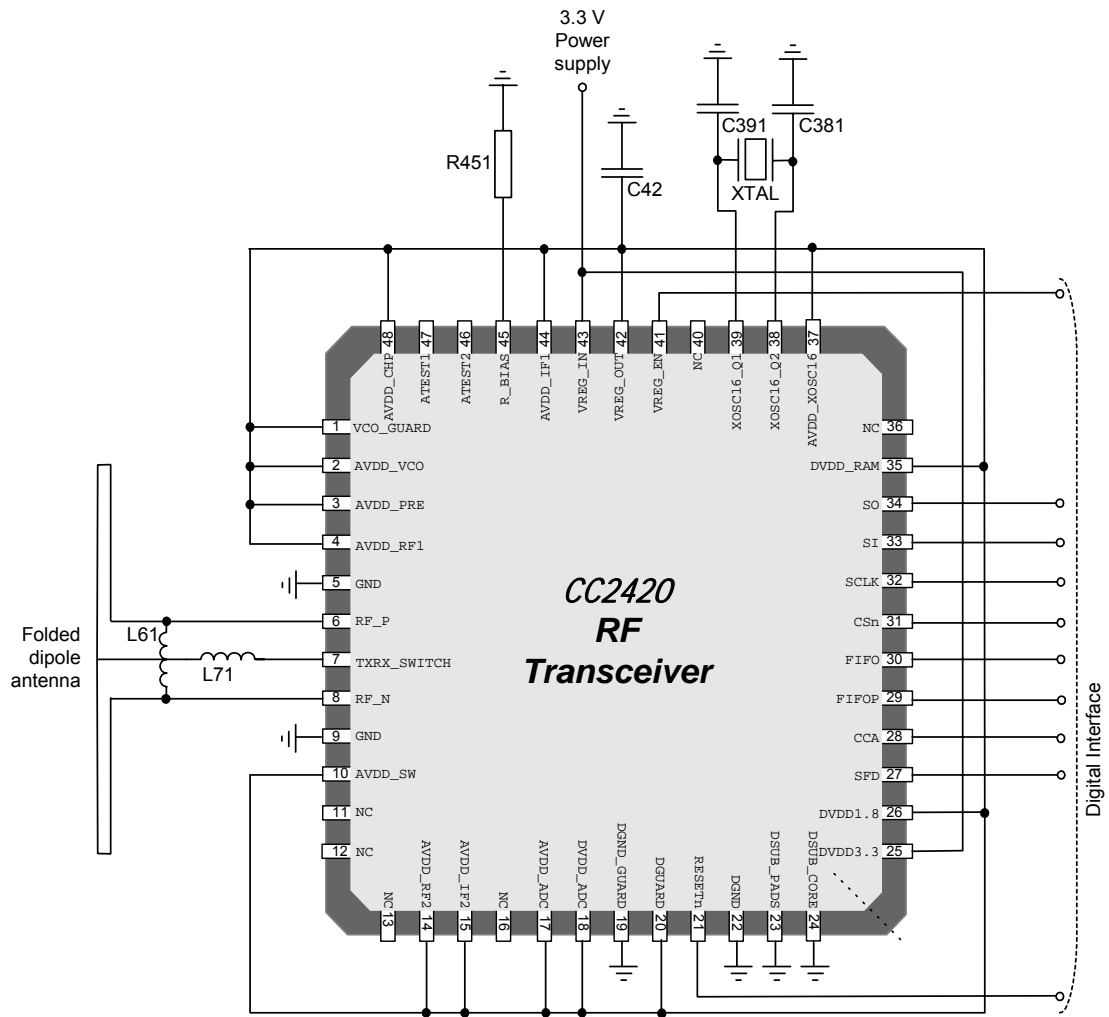 3.3 V
Power
supply
C391
C381
R451
C42
XTAL
48
47
46
45
44
43
42
41
40
39
38
37
AVDD_CHP
ATEST1
ATEST2
R_BIAS
AVDD_IF1
VREG_IN
VREG_OUT
VREG_EN
NC
XOSC16_Q1
XOSC16_Q2
AVDD_XOSC16
1 VCO_GUARD
2 AVDD_VCO
3 AVDD_PRE
4 AVDD_RF1
5 GND
6 RF_P
7 TXRX_SWITCH
8 RF_N
9 GND
10 AVDD_SW
11 NC
12 NC
Folded
dipole
antenna
L61
L71
CC2420
RF
Transceiver
NC 36
DVDD_RAM 35
SO 34
SI 33
SCLK 32
CSn 31
FIFO 30
FIFOP 29
CCA 28
SFD 27
DVDD1.8 26
DVDD3.3 25
Digital Interface
NC
AVDD_RF2
AVDD_IF2
NC
AVDD_ADC
DVDD_ADC
DGND_GUARD
DGUARD
RESETn
DGND
DSUB_PADS
DSUB_CORE
13
14
15
16
17
18
19
20
21
22
23
24